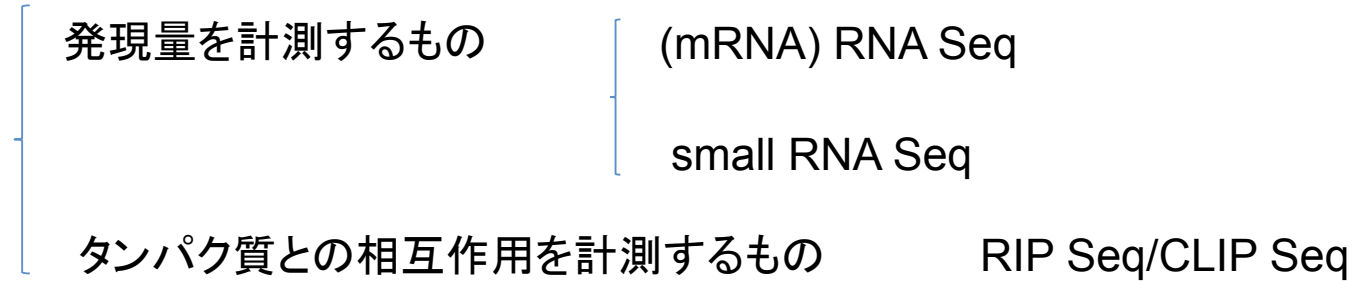 発現量を計測するもの (mRNA) RNA Seq
small RNA Seq
タンパク質との相互作用を計測するもの RIP Seq/CLIP Seq